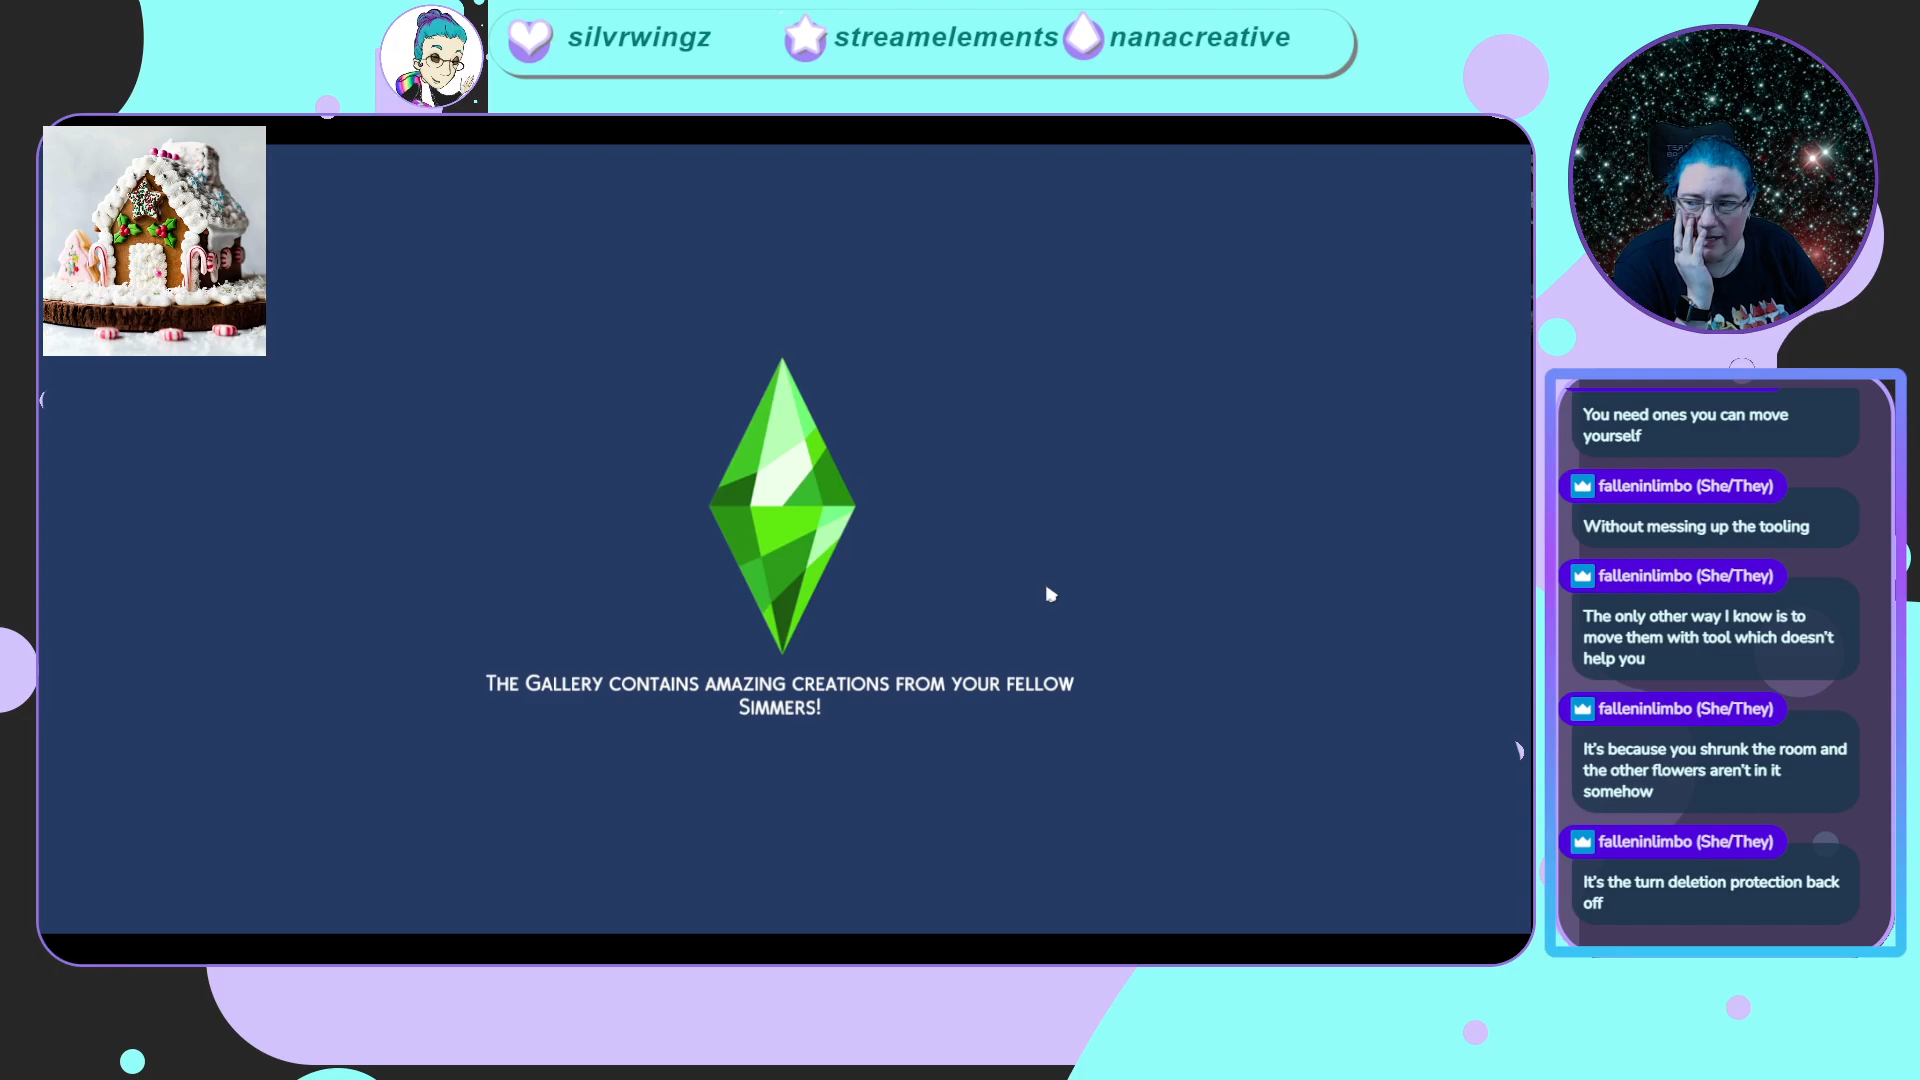 silvrwingz
streamelements
nanacreative
THE GALLERY CONTAINS AMAZING CREATIONS FROM YOUR FELLOW
SIMMERS!
You need ones you can move
yourself
falleninlimbo (She/They)
Without messing up the tooling
falleninlimbo (She/They)
The only other way I know is to
move them with tool which doesn't
help you
falleninlimbo (She/They)
It's because you shrunk the room and
the other flowers aren't in it
somehow
falleninlimbo (She/They)
It's the turn deletion protection back
off